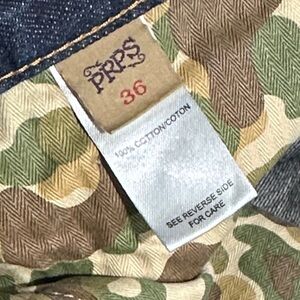 PRPS
36
100% COTTON/COTON
SEE REVERSE SIDE
FOR CARE